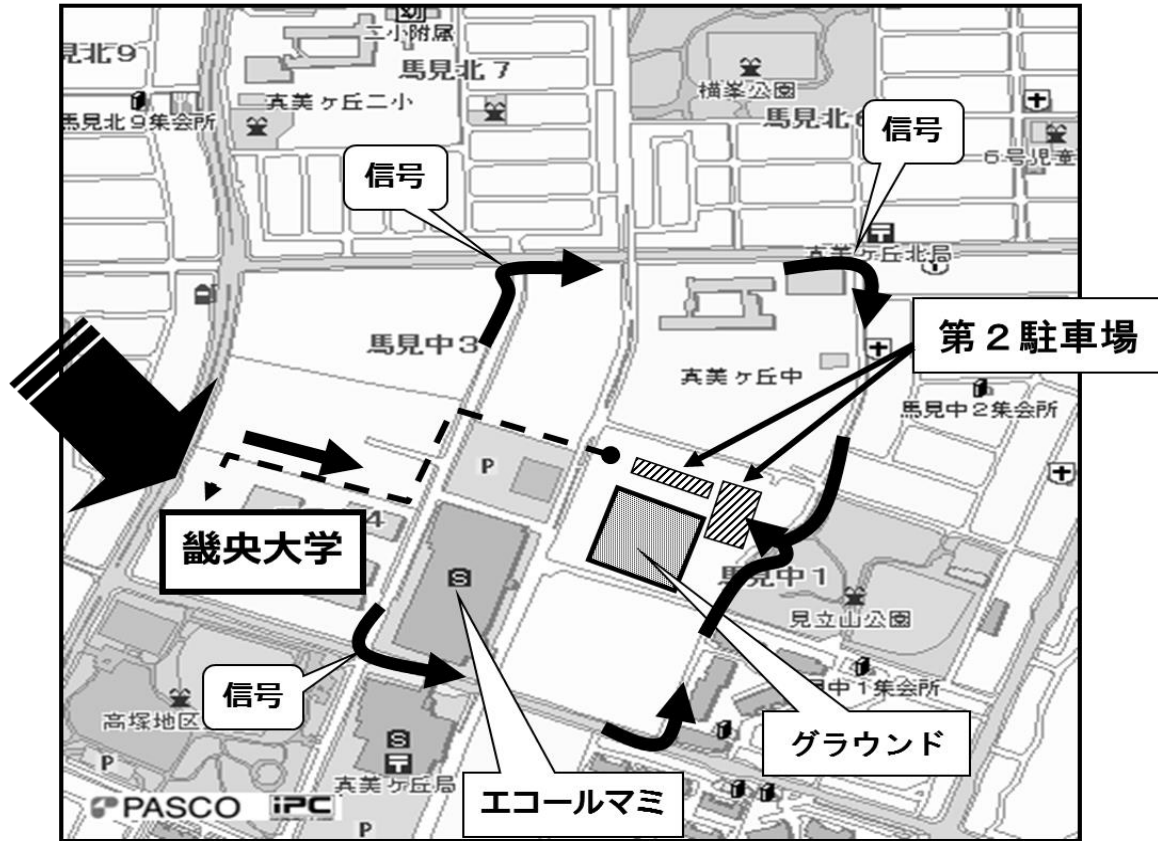 二小附属
馬見北9
馬見北7
横峯公園
真美ヶ丘二小
馬見北9集会所
馬見北6
信号
信号
6号児童
真美ヶ丘北局
馬見中3
第2駐車場
真美ヶ丘中
馬見中2集会所
P
畿央大学
4
S
馬見中1
見立山公園
信号
馬見中1集会所
高塚地区
グラウンド
S
P
真美ヶ丘局
エコールマミ
PASCO iPC
P